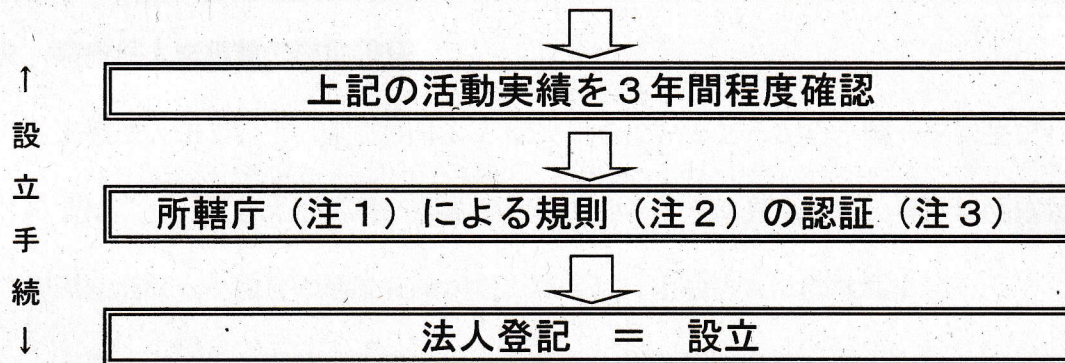 上記の活動実績を３年間程度確認
↑設立手続↓
所轄庁（注１）による規則（注２）の認証（注３）
法人登記 ＝ 設立